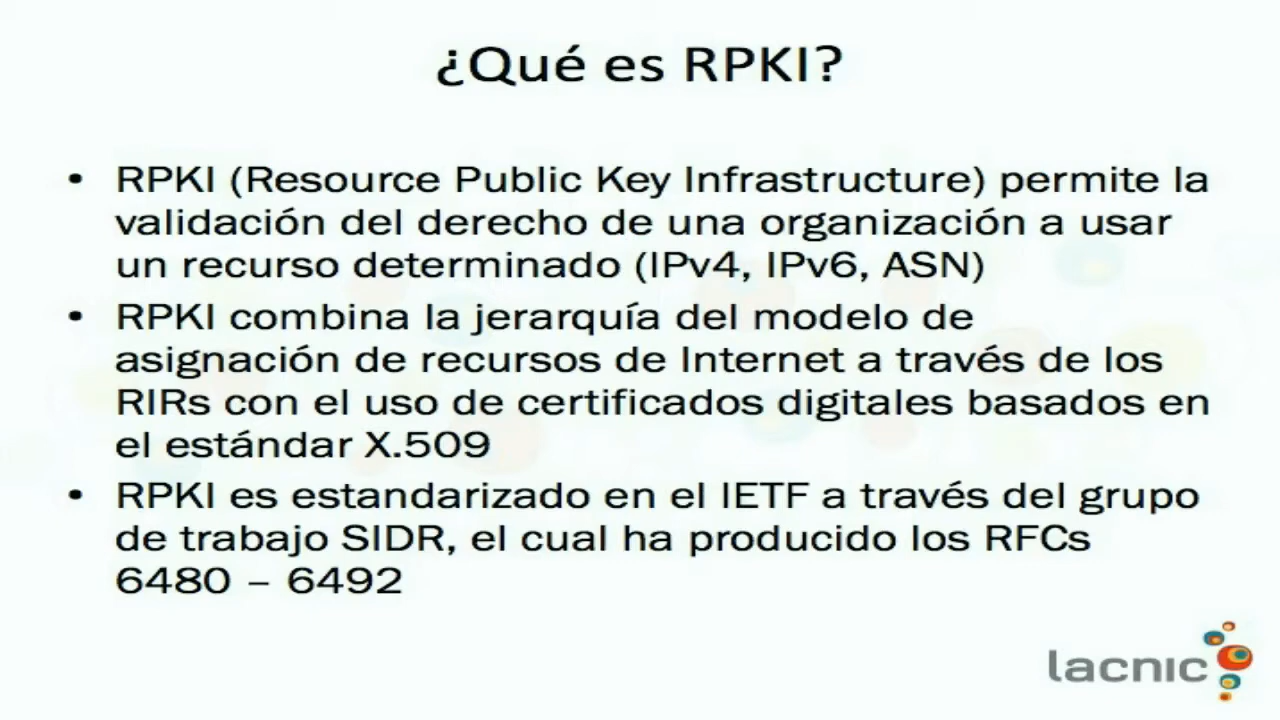 ¿Qué es RPKI?
• RPKI (Resource Public Key Infrastructure) permite la
validación del derecho de una organización a usar
un recurso determinado (IPv4, IPv6, ASN)
• RPKI combina la jerarquía del modelo de
asignación de recursos de Internet a través de los
RIRs con el uso de certificados digitales basados en
el estándar X.509
• RPKI es estandarizado en el IETF a través del grupo
de trabajo SIDR, el cual ha producido los RFCs
6480 – 6492
lacnic